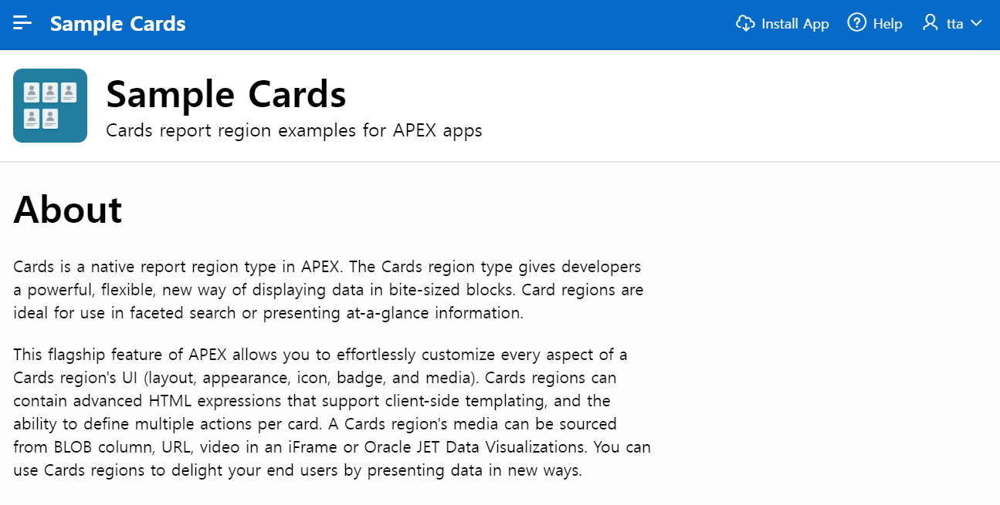 Sample Cards
Install App
Help
tta
Sample Cards
Cards report region examples for APEX apps
About
Cards is a native report region type in APEX. The Cards region type gives developers
a powerful, flexible, new way of displaying data in bite-sized blocks. Card regions are
ideal for use in faceted search or presenting at-a-glance information.
This flagship feature of APEX allows you to effortlessly customize every aspect of a
Cards region's UI (layout, appearance, icon, badge, and media). Cards regions can
contain advanced HTML expressions that support client-side templating, and the
ability to define multiple actions per card. A Cards region's media can be sourced
from BLOB column, URL, video in an iFrame or Oracle JET Data Visualizations. You can
use Cards regions to delight your end users by presenting data in new ways.